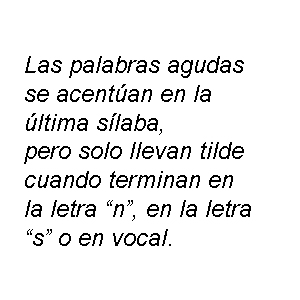 Las palabras agudas
se acentúan en la
última sílaba,
pero solo llevan tilde
cuando terminan en
la letra “n”, en la letra
“s” o en vocal.